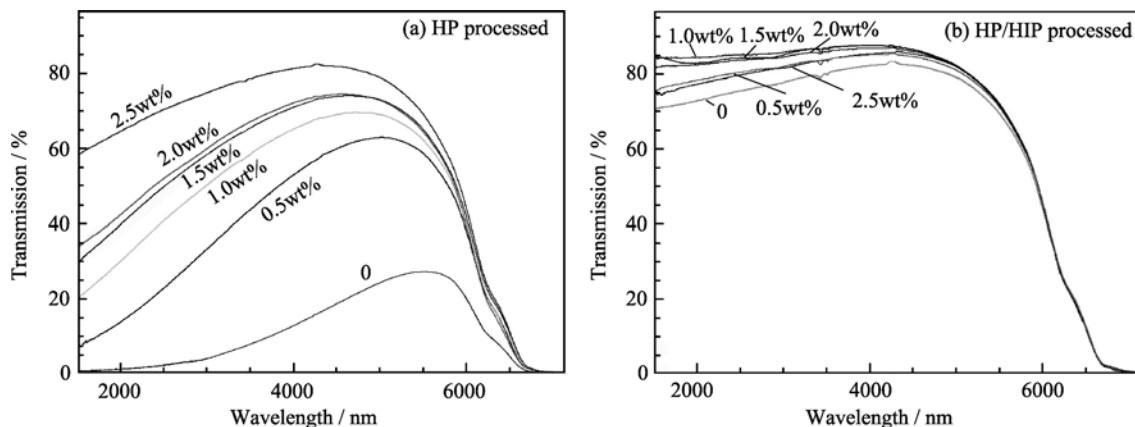 (a) HP processed
Transmission / %
80
60
40
20
0
2.5wt%
2.0wt%
1.5wt%
1.0wt%
0.5wt%
0
2000 4000 6000
Wavelength / nm
(b) HP/HIP processed
Transmission / %
80
60
40
20
0
1.0wt% 1.5wt% 2.0wt%
0 0.5wt% 2.5wt%
2000 4000 6000
Wavelength / nm